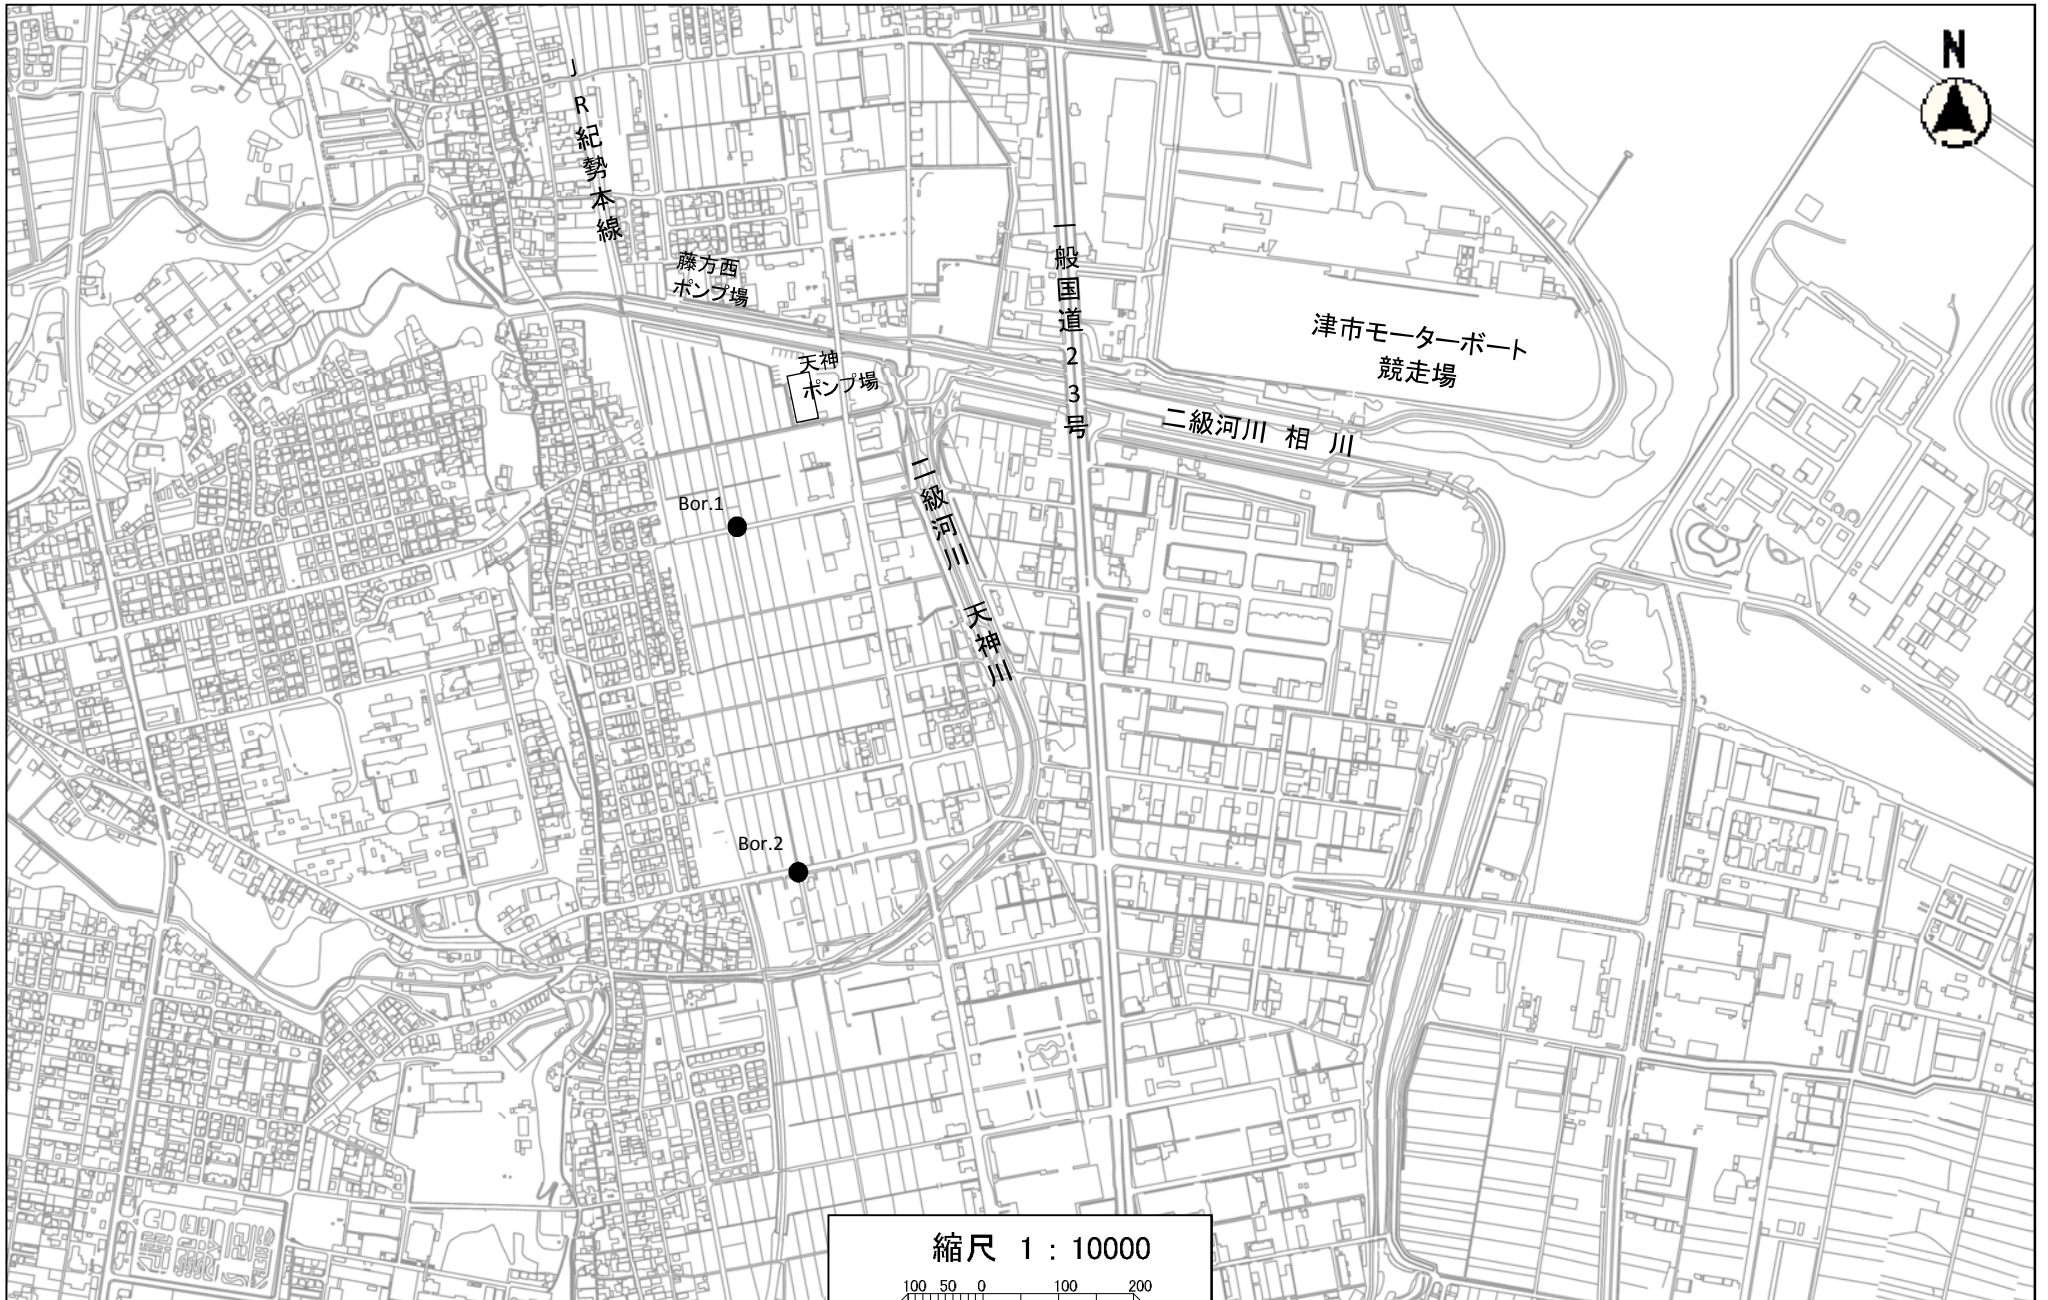 N
JR紀勢本線
藤方西
ポンプ場
一般国道23号
津市モーターボート
競走場
天神
ポンプ場
二級河川 相 川
二級河川 天神川
Bor.1
Bor.2
縮尺 1 : 10000
100 50 0 100 200